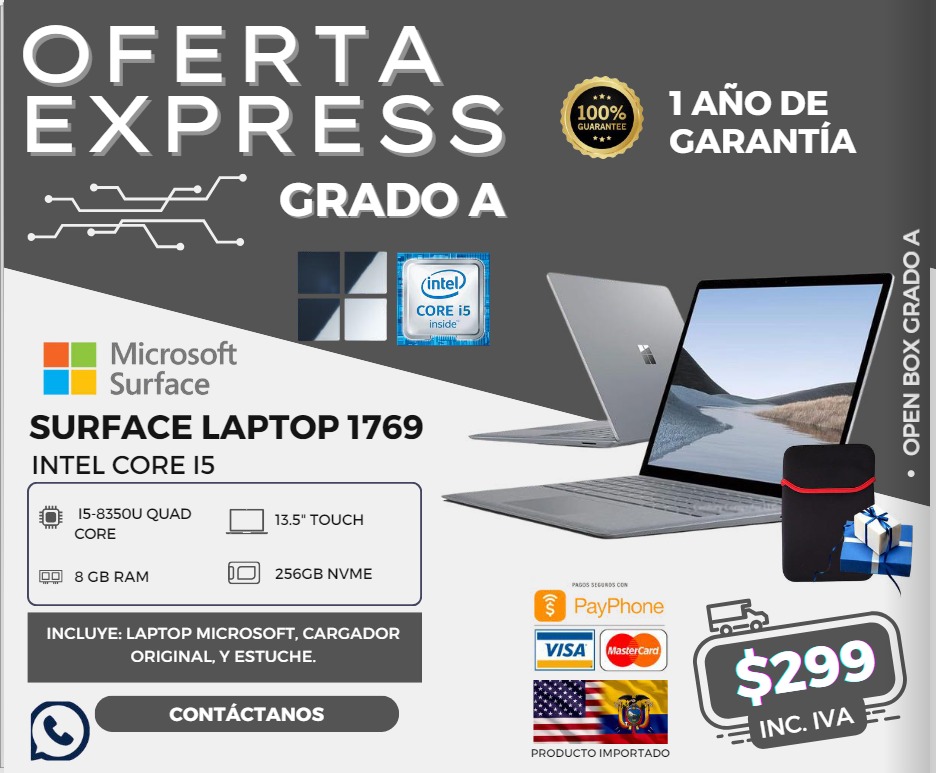 OFERTA
EXPRESS
GRADO A
100%
GUARANTEE
1 AÑO DE
GARANTÍA
intel
CORE i5
inside™
• OPEN BOX GRADO A
Microsoft
Surface
SURFACE LAPTOP 1769
INTEL CORE I5
I5-8350U QUAD
CORE
13.5" TOUCH
8 GB RAM
256GB NVME
INCLUYE: LAPTOP MICROSOFT, CARGADOR
ORIGINAL, Y ESTUCHE.
CONTÁCTANOS
PAGOS SEGUROS CON
PayPhone
VISA
MasterCard
PRODUCTO IMPORTADO
$299
INC. IVA